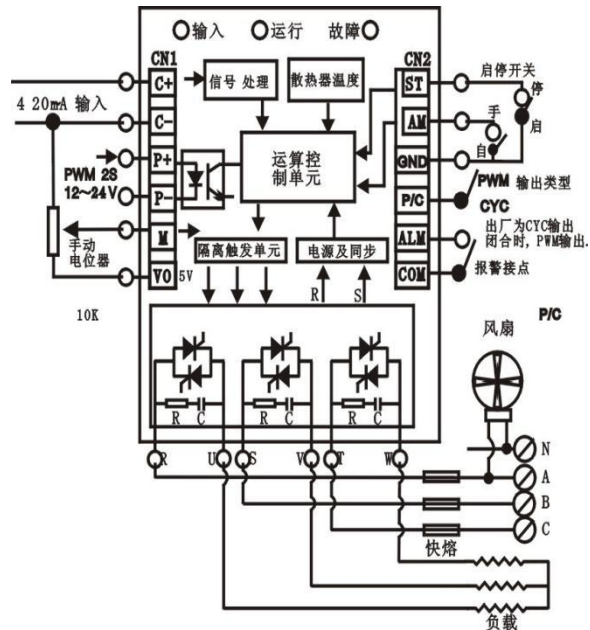 输入 运行 故障
CN1
CN2
C+
信号 处理
散热器温度
ST
启停开关
停
启
4 20mA 输入
C-
AM
手
自
运算控
制单元
P+
GND
PWM 2S
12~24V
P-
P/C
PWM 输出类型
CYC
M
手动
电位器
隔离触发单元
电源及同步
ALM
出厂为CYC输出
闭合时, PWM输出.
VO
5V
R
S
COM
报警接点
10K
P/C
风扇
R C
R C
R C
N
R U S V T W
A
B
C
快熔
负载